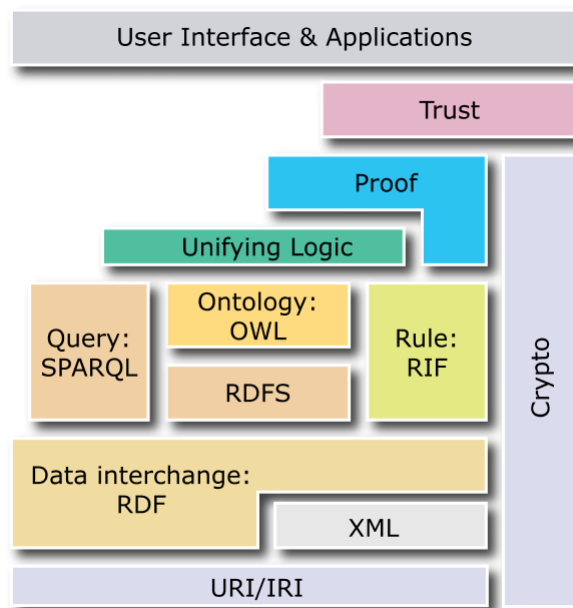 User Interface & Applications
Trust
Proof
Unifying Logic
Ontology:
OWL
Query:
SPARQL
Rule:
RIF
RDFS
Crypto
Data interchange:
RDF
XML
URI/IRI